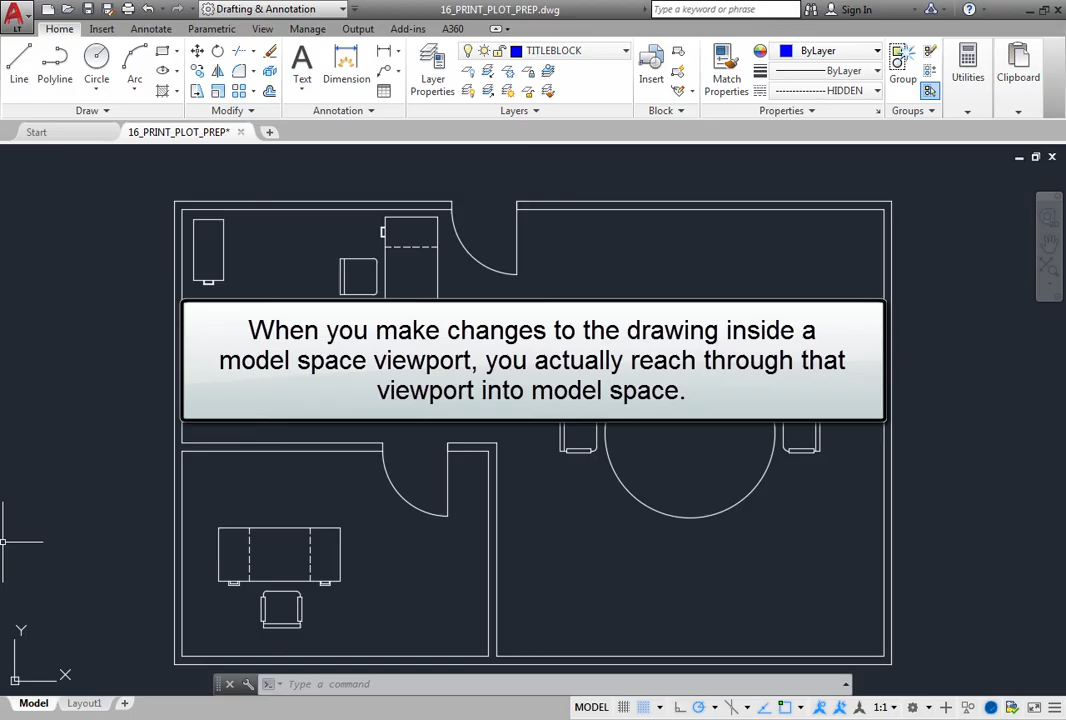 Drafting & Annotation
16_PRINT_PLOT_PREP.dwg
Type a keyword or phrase
Sign In
LT
Home Insert Annotate Parametric View Manage Output Add-ins A360
Line Polyline Circle Arc Text Dimension Layer Properties TITLEBLOCK Insert Match Properties ByLayer ByLayer HIDDEN Group Utilities Clipboard
Draw Modify Annotation Layers Block Properties Groups
Start 16_PRINT_PLOT_PREP*
When you make changes to the drawing inside a
model space viewport, you actually reach through that
viewport into model space.
Y
X
Type a command
Model Layout1 MODEL 1:1